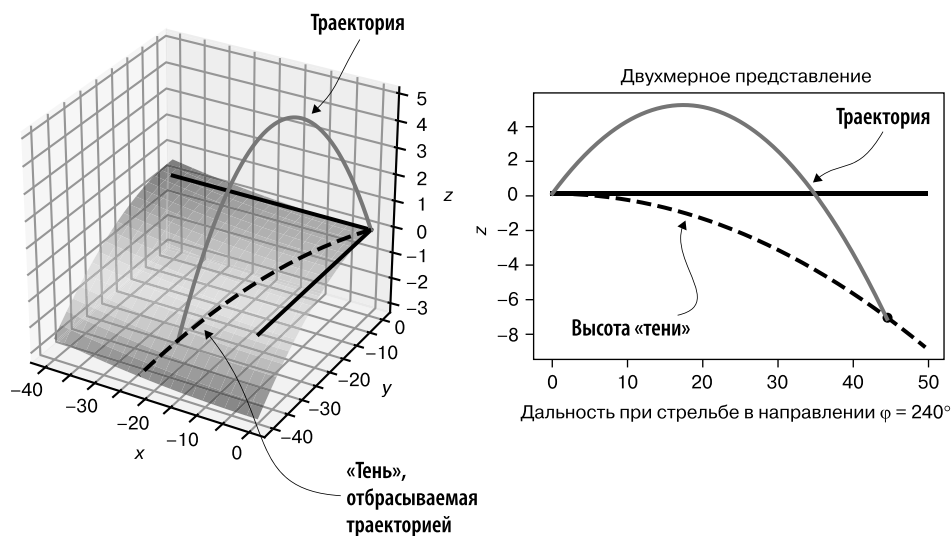 Траектория
5
4
3
2
z
1
0
−1
−2
−3
0
−10
−20
y
−30
−40
−40
−30
−20
−10
x
0
«Тень»,
отбрасываемая
траекторией
Двухмерное представление
Траектория
4
2
0
z
−2
−4
−6
−8
Высота «тени»
0 10 20 30 40 50
Дальность при стрельбе в направлении φ = 240°